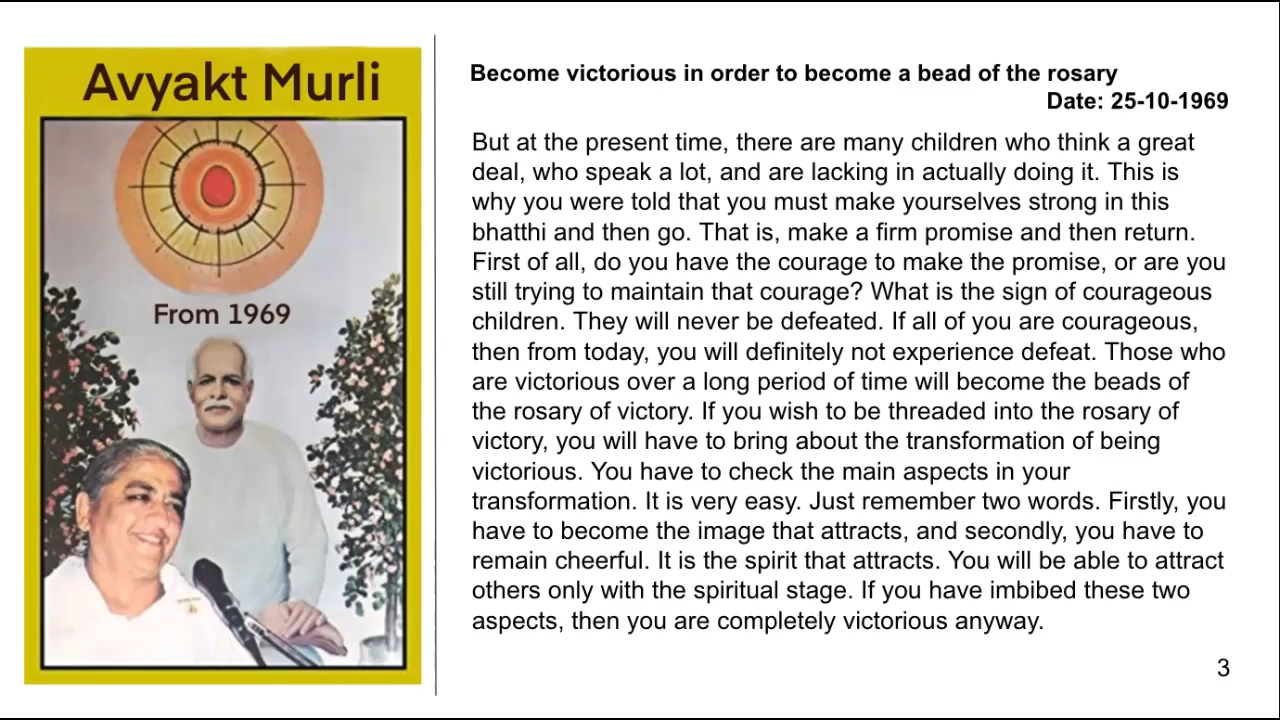 Avyakt Murli
From 1969
Become victorious in order to become a bead of the rosary
Date: 25-10-1969
But at the present time, there are many children who think a great
deal, who speak a lot, and are lacking in actually doing it. This is
why you were told that you must make yourselves strong in this
bhatthi and then go. That is, make a firm promise and then return.
First of all, do you have the courage to make the promise, or are you
still trying to maintain that courage? What is the sign of courageous
children. They will never be defeated. If all of you are courageous,
then from today, you will definitely not experience defeat. Those who
are victorious over a long period of time will become the beads of
the rosary of victory. If you wish to be threaded into the rosary of
victory, you will have to bring about the transformation of being
victorious. You have to check the main aspects in your
transformation. It is very easy. Just remember two words. Firstly, you
have to become the image that attracts, and secondly, you have to
remain cheerful. It is the spirit that attracts. You will be able to attract
others only with the spiritual stage. If you have imbibed these two
aspects, then you are completely victorious anyway.
3